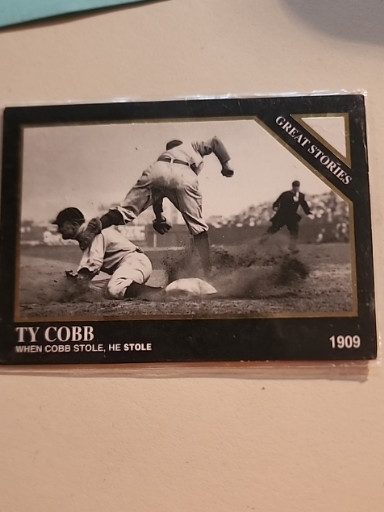 GREAT STORIES
TY COBB
WHEN COBB STOLE, HE STOLE
1909